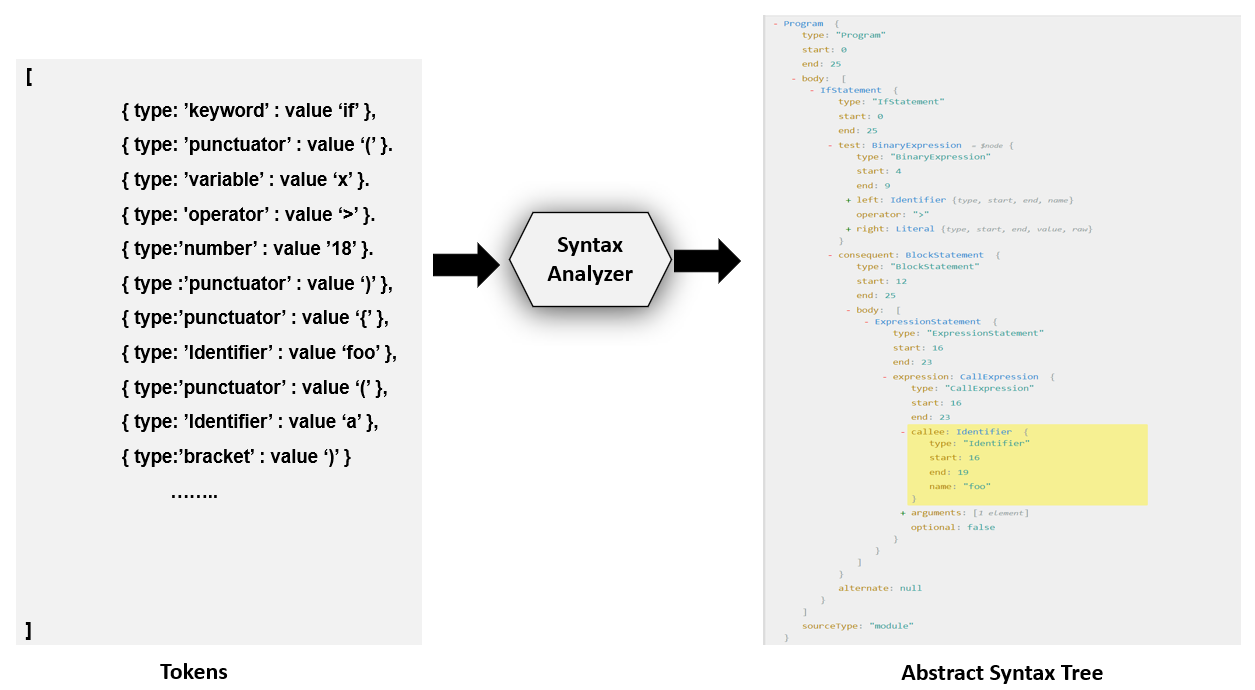 [
{ type: ’keyword’ : value ‘if’ },
{ type: ’punctuator’ : value ‘(’ }.
{ type: ’variable’ : value ‘x’ }.
{ type: 'operator’ : value ‘>’ }.
{ type:’number’ : value ’18’ }.
{ type :’punctuator’ : value ‘)’ },
{ type:’punctuator’ : value ‘{’ },
{ type: ’Identifier’ : value ‘foo’ },
{ type:’punctuator’ : value ‘(’ },
{ type: ’Identifier’ : value ‘a’ },
{ type:’bracket’ : value ‘)’ }
……..
]
Tokens
Syntax
Analyzer
- Program {
type: "Program"
start: 0
end: 25
- body: [
- IfStatement {
type: "IfStatement"
start: 0
end: 25
- test: BinaryExpression = $node {
type: "BinaryExpression"
start: 4
end: 9
+ left: Identifier {type, start, end, name}
operator: ">"
+ right: Literal {type, start, end, value, raw}
}
- consequent: BlockStatement {
type: "BlockStatement"
start: 12
end: 25
- body: [
- ExpressionStatement {
type: "ExpressionStatement"
start: 16
end: 23
- expression: CallExpression {
type: "CallExpression"
start: 16
end: 23
- callee: Identifier {
type: "Identifier"
start: 16
end: 19
name: "foo"
}
+ arguments: [1 element]
optional: false
}
}
]
}
alternate: null
}
]
sourceType: "module"
}
Abstract Syntax Tree